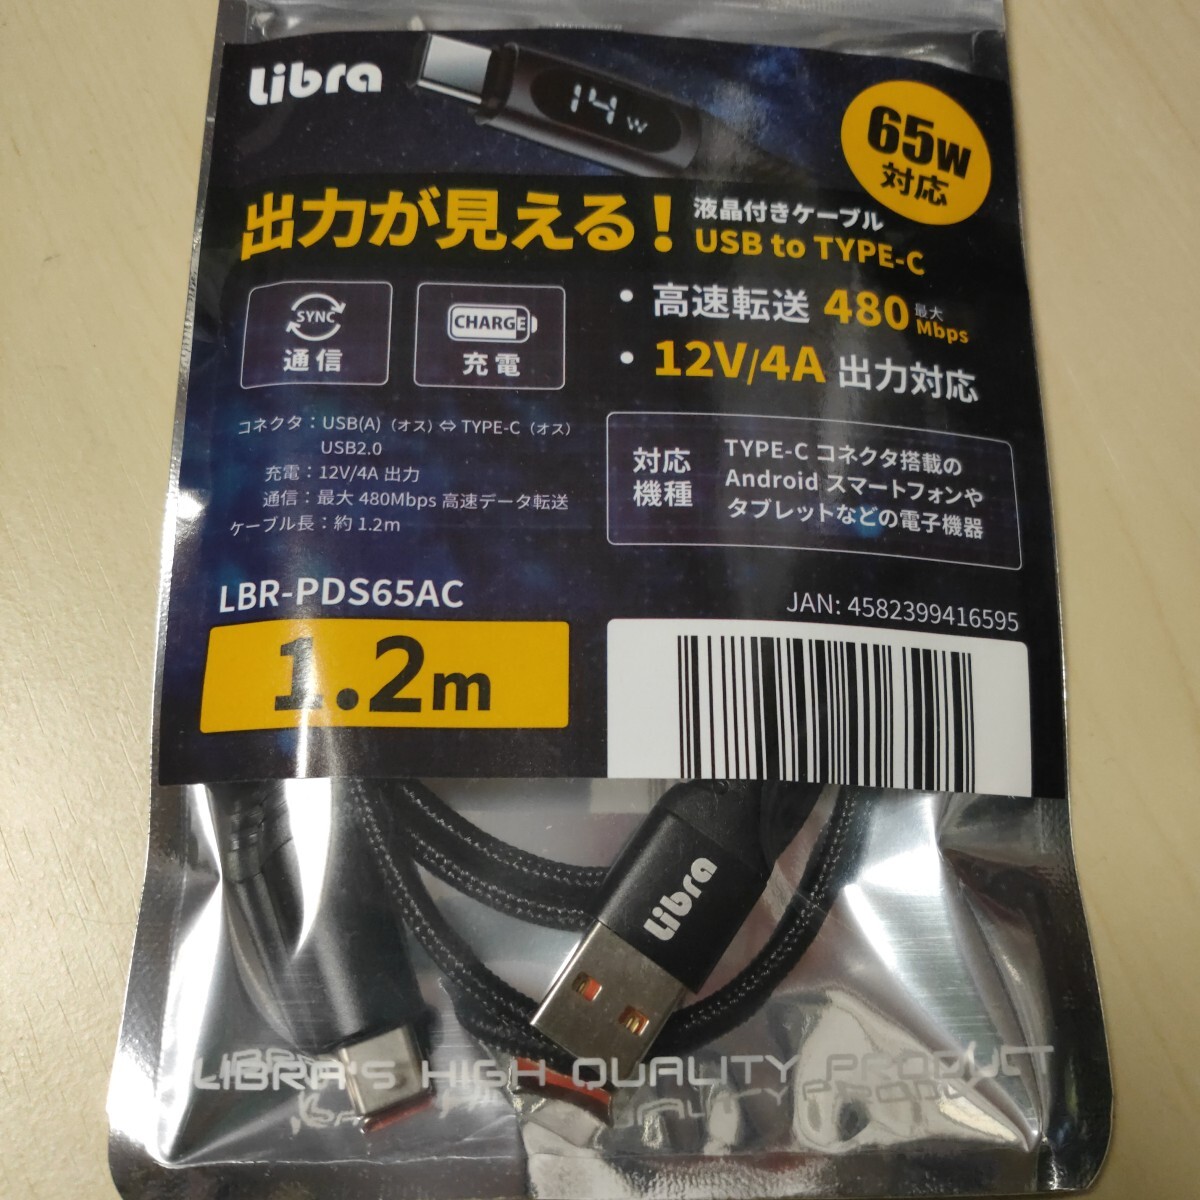 Libra
14 w
65w
対応
出力が見える!
液晶付きケーブル
USB to TYPE-C
SYNC
通信
CHARGE
充電
・高速転送 480 最大 Mbps
・12V/4A 出力対応
コネクタ：USB(A)（オス）⇔ TYPE-C（オス）
USB2.0
充電：12V/4A 出力
通信：最大 480Mbps 高速データ転送
ケーブル長：約 1.2m
対応
機種
TYPE-C コネクタ搭載の
Android スマートフォンや
タブレットなどの電子機器
LBR-PDS65AC
1.2m
JAN: 4582399416595
Libra
LIBRA'S HIGH QUALITY PRODUCT